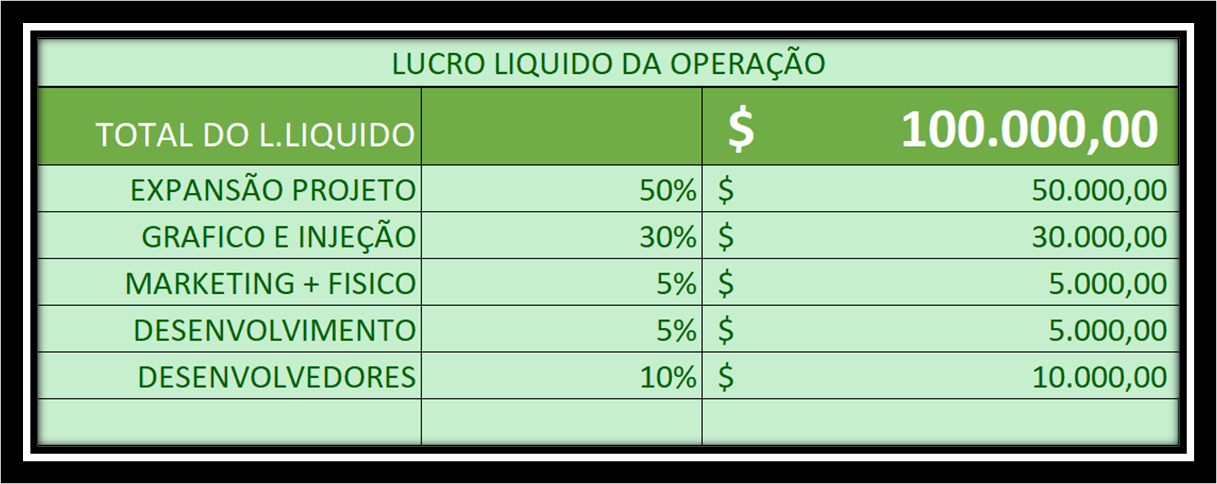 LUCRO LIQUIDO DA OPERAÇÃO
TOTAL DO L.LIQUIDO $ 100.000,00
EXPANSÃO PROJETO 50% $ 50.000,00
GRAFICO E INJEÇÃO 30% $ 30.000,00
MARKETING + FISICO 5% $ 5.000,00
DESENVOLVIMENTO 5% $ 5.000,00
DESENVOLVEDORES 10% $ 10.000,00